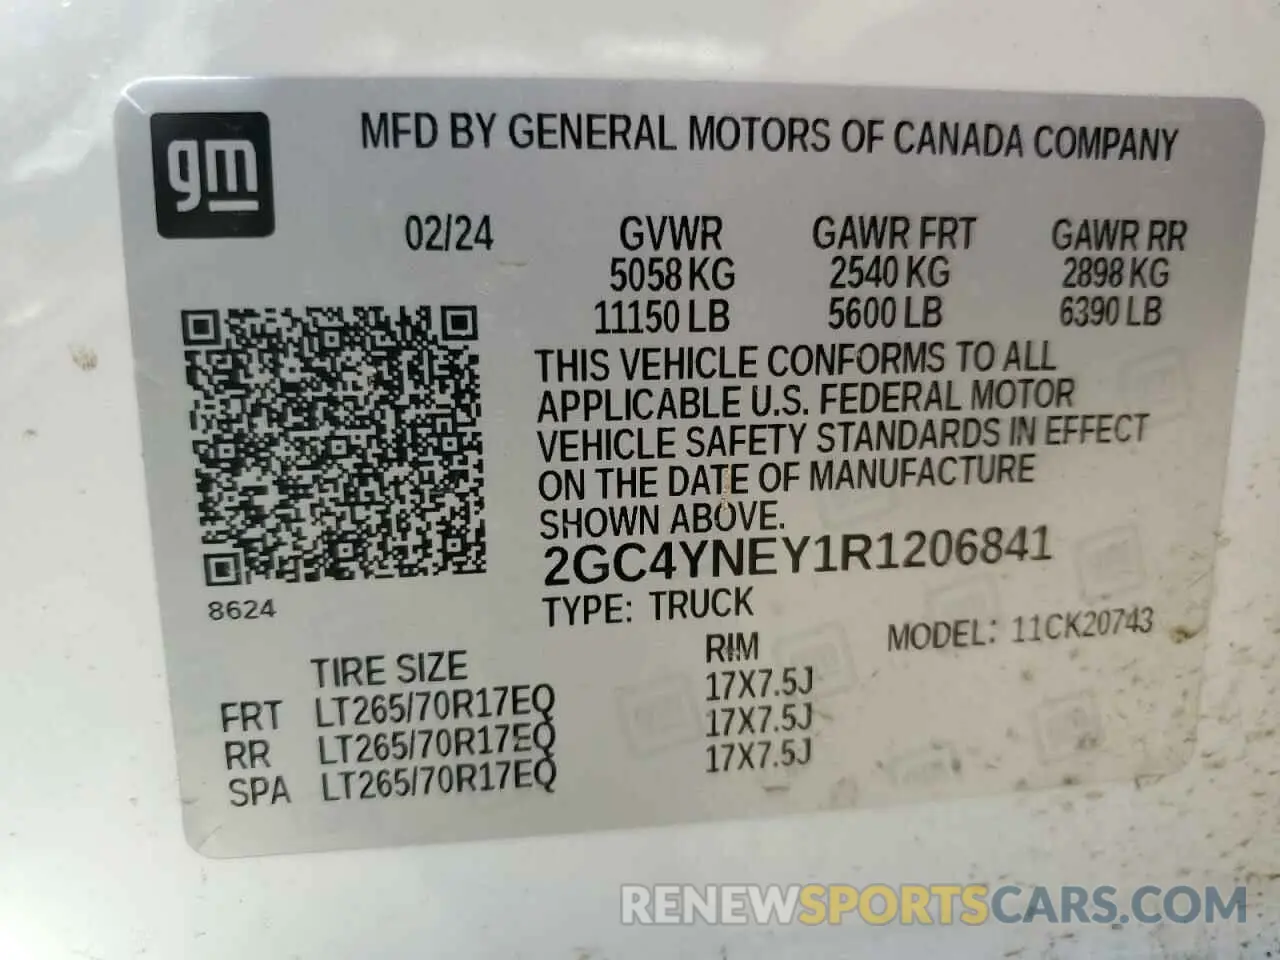 gm
MFD BY GENERAL MOTORS OF CANADA COMPANY
02/24 GVWR GAWR FRT GAWR RR
5058 KG 2540 KG 2898 KG
11150 LB 5600 LB 6390 LB
THIS VEHICLE CONFORMS TO ALL
APPLICABLE U.S. FEDERAL MOTOR
VEHICLE SAFETY STANDARDS IN EFFECT
ON THE DATE OF MANUFACTURE
SHOWN ABOVE.
2GC4YNEY1R1206841
8624
TYPE: TRUCK MODEL: 11CK20743
TIRE SIZE RIM
FRT LT265/70R17EQ 17X7.5J
RR LT265/70R17EQ 17X7.5J
SPA LT265/70R17EQ 17X7.5J
RENEWSPORTSCARS.COM